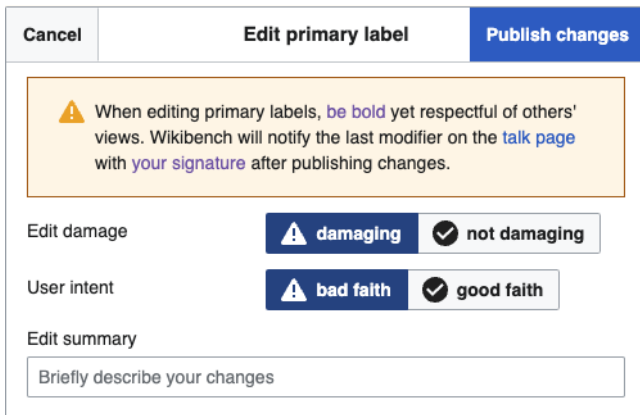 Cancel Edit primary label Publish changes
When editing primary labels, be bold yet respectful of others'
views. Wikibench will notify the last modifier on the talk page
with your signature after publishing changes.
Edit damage damaging not damaging
User intent bad faith good faith
Edit summary
Briefly describe your changes